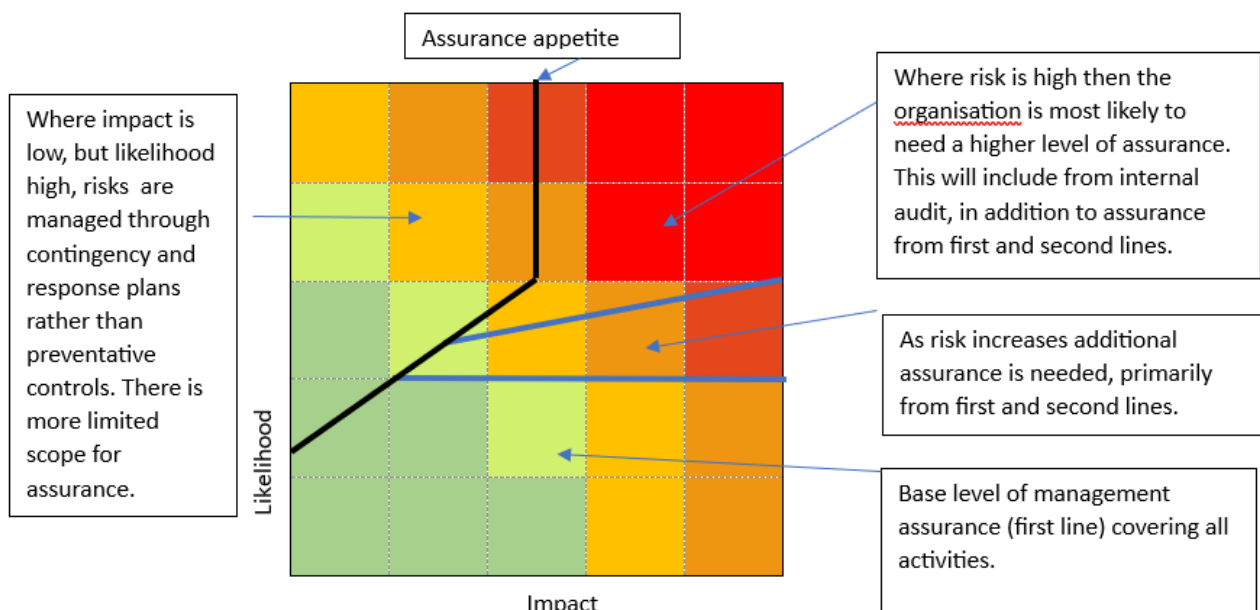 Assurance appetite
Where impact is
low, but likelihood
high, risks are
managed through
contingency and
response plans
rather than
preventative
controls. There is
more limited
scope for
assurance.
Where risk is high then the
organisation is most likely to
need a higher level of assurance.
This will include from internal
audit, in addition to assurance
from first and second lines.
As risk increases additional
assurance is needed, primarily
from first and second lines.
Base level of management
assurance (first line) covering all
activities.
Likelihood
Impact